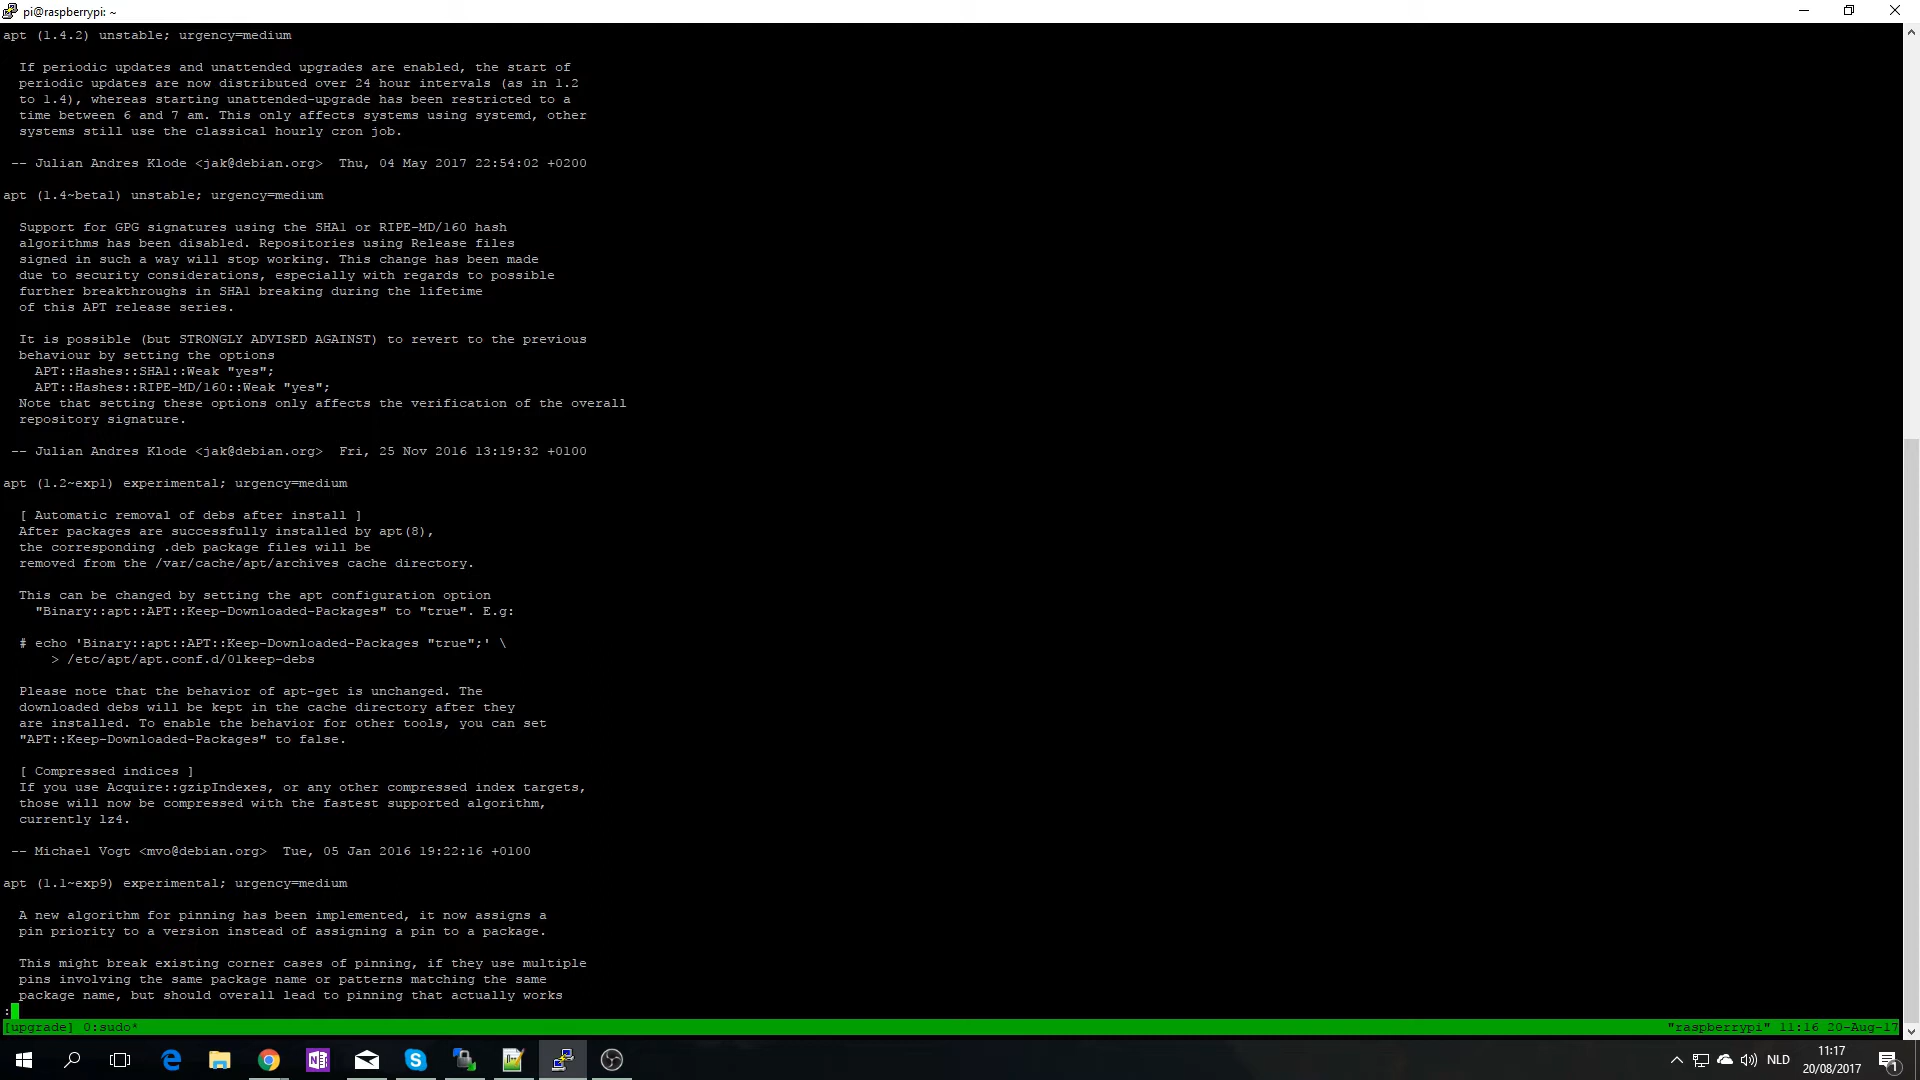 pi@raspberrypi: ~
apt (1.4.2) unstable; urgency=medium
If periodic updates and unattended upgrades are enabled, the start of
periodic updates are now distributed over 24 hour intervals (as in 1.2
to 1.4), whereas starting unattended-upgrade has been restricted to a
time between 6 and 7 am. This only affects systems using systemd, other
systems still use the classical hourly cron job.
-- Julian Andres Klode <jak@debian.org>  Thu, 04 May 2017 22:54:02 +0200
apt (1.4~beta1) unstable; urgency=medium
Support for GPG signatures using the SHA1 or RIPE-MD/160 hash
algorithms has been disabled. Repositories using Release files
signed in such a way will stop working. This change has been made
due to security considerations, especially with regards to possible
further breakthroughs in SHA1 breaking during the lifetime
of this APT release series.
It is possible (but STRONGLY ADVISED AGAINST) to revert to the previous
behaviour by setting the options
APT::Hashes::SHA1::Weak "yes";
APT::Hashes::RIPE-MD/160::Weak "yes";
Note that setting these options only affects the verification of the overall
repository signature.
-- Julian Andres Klode <jak@debian.org>  Fri, 25 Nov 2016 13:19:32 +0100
apt (1.2~exp1) experimental; urgency=medium
[ Automatic removal of debs after install ]
After packages are successfully installed by apt(8),
the corresponding .deb package files will be
removed from the /var/cache/apt/archives cache directory.
This can be changed by setting the apt configuration option
"Binary::apt::APT::Keep-Downloaded-Packages" to "true". E.g:
# echo 'Binary::apt::APT::Keep-Downloaded-Packages "true";' \
> /etc/apt/apt.conf.d/01keep-debs
Please note that the behavior of apt-get is unchanged. The
downloaded debs will be kept in the cache directory after they
are installed. To enable the behavior for other tools, you can set
"APT::Keep-Downloaded-Packages" to false.
[ Compressed indices ]
If you use Acquire::gzipIndexes, or any other compressed index targets,
those will now be compressed with the fastest supported algorithm,
currently lz4.
-- Michael Vogt <mvo@debian.org>  Tue, 05 Jan 2016 19:22:16 +0100
apt (1.1~exp9) experimental; urgency=medium
A new algorithm for pinning has been implemented, it now assigns a
pin priority to a version instead of assigning a pin to a package.
This might break existing corner cases of pinning, if they use multiple
pins involving the same package name or patterns matching the same
package name, but should overall lead to pinning that actually works
:
[upgrade] 0:sudo* "raspberrypi" 11:16 20-Aug-17
NLD
11:17
20/08/2017
1